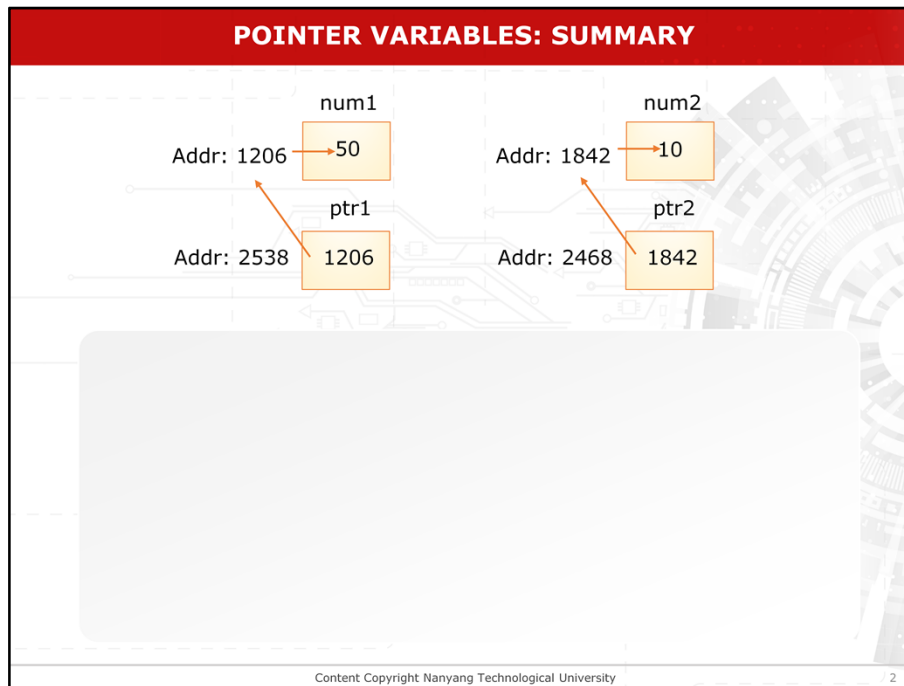 POINTER VARIABLES: SUMMARY
num1
num2
Addr: 1206
50
Addr: 1842
10
ptr1
ptr2
Addr: 2538
1206
Addr: 2468
1842
Content Copyright Nanyang Technological University
2